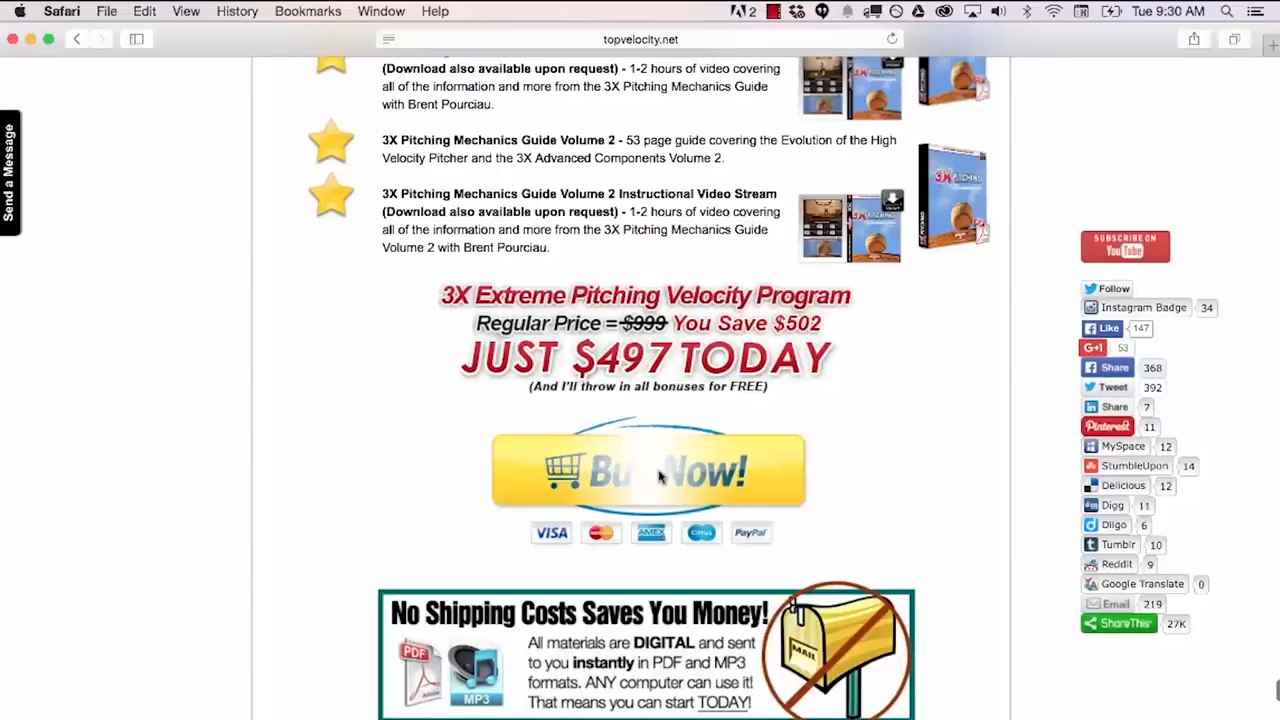 Safari File Edit View History Bookmarks Window Help
2
Tue 9:30 AM
topvelocity.net
Send a Message
(Download also available upon request) - 1-2 hours of video covering
all of the information and more from the 3X Pitching Mechanics Guide
with Brent Pourciau.
3X Pitching Mechanics Guide Volume 2 - 53 page guide covering the Evolution of the High
Velocity Pitcher and the 3X Advanced Components Volume 2.
3X Pitching Mechanics Guide Volume 2 Instructional Video Stream
(Download also available upon request) - 1-2 hours of video covering
all of the information and more from the 3X Pitching Mechanics Guide
Volume 2 with Brent Pourciau.
3X PITCHING
3X Extreme Pitching Velocity Program
Regular Price = $999 You Save $502
JUST $497 TODAY
(And I'll throw in all bonuses for FREE)
Buy Now!
VISA MasterCard AMEX Cirrus PayPal
No Shipping Costs Saves You Money!
All materials are DIGITAL and sent
to you instantly in PDF and MP3
formats. ANY computer can use it!
That means you can start TODAY!
PDF
Adobe
MP3
MAIL
SUBSCRIBE ON
YouTube
Follow
Instagram Badge 34
Like 147
G+1 53
Share 368
Tweet 392
Share 7
Pinterest 11
MySpace 12
StumbleUpon 14
Delicious 12
Digg 11
Diigo 6
Tumblr 10
Reddit 9
Google Translate 0
Email 219
ShareThis 27K